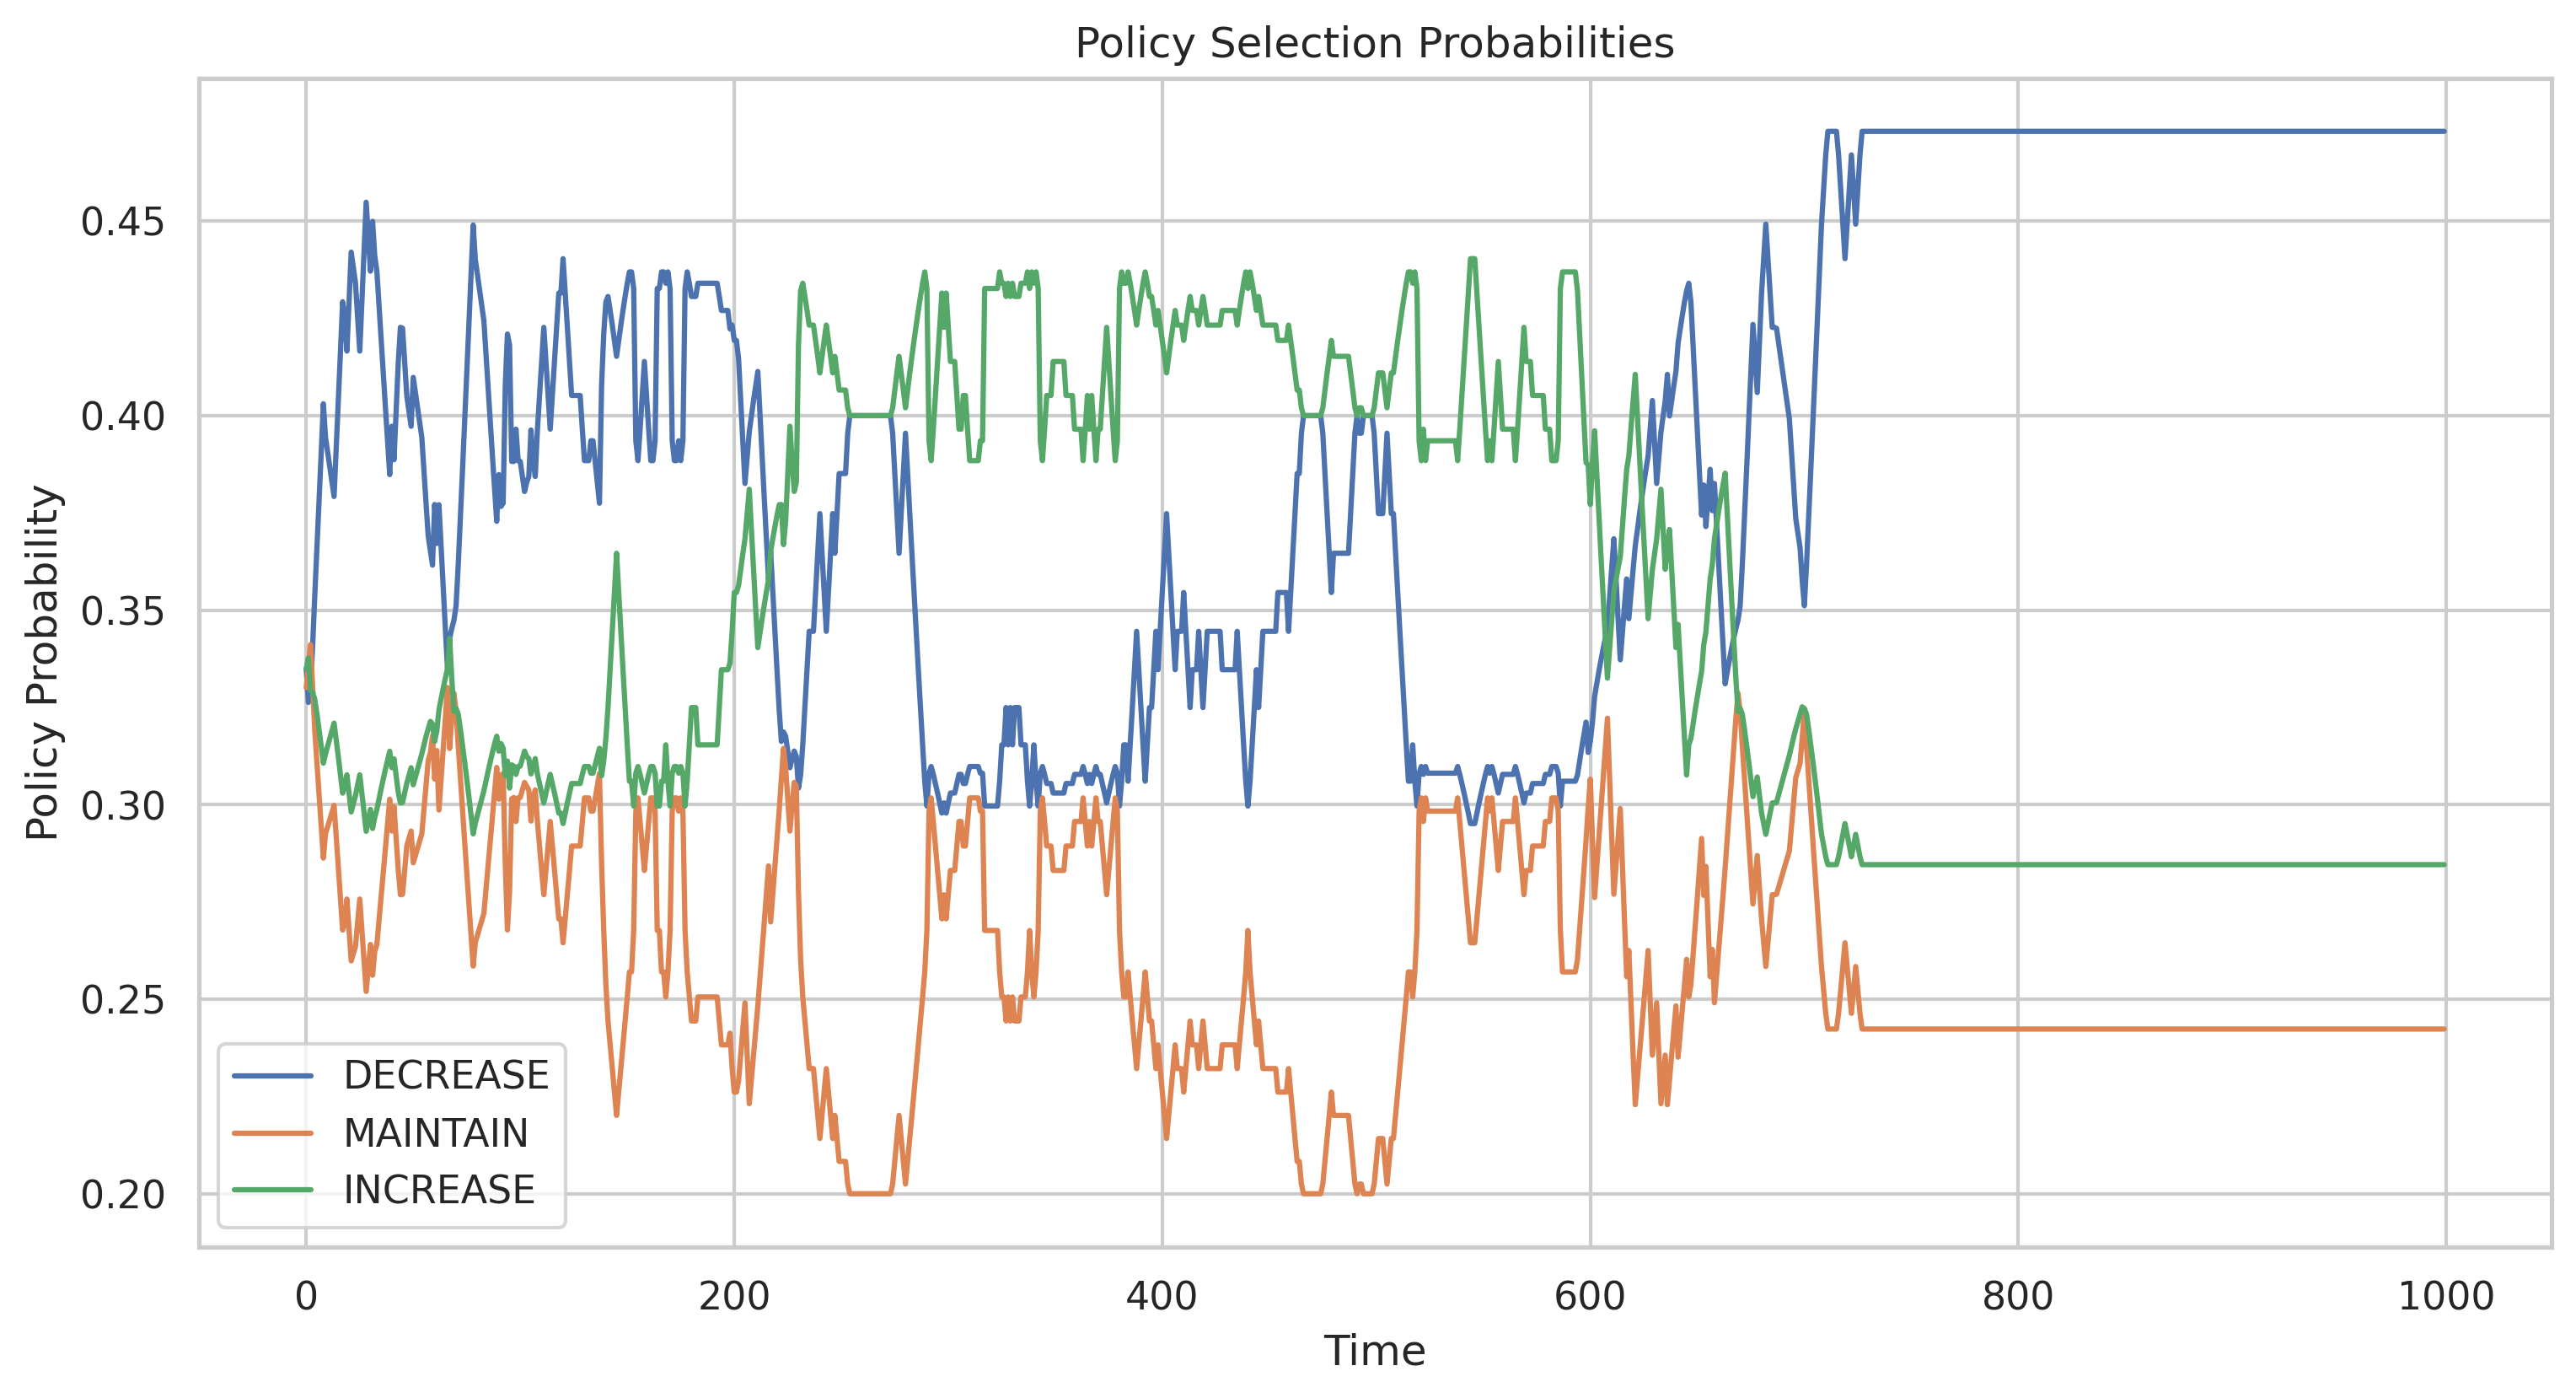 Policy Selection Probabilities
Policy Probability
0.45
0.40
0.35
0.30
0.25
0.20
DECREASE
MAINTAIN
INCREASE
0 200 400 600 800 1000
Time